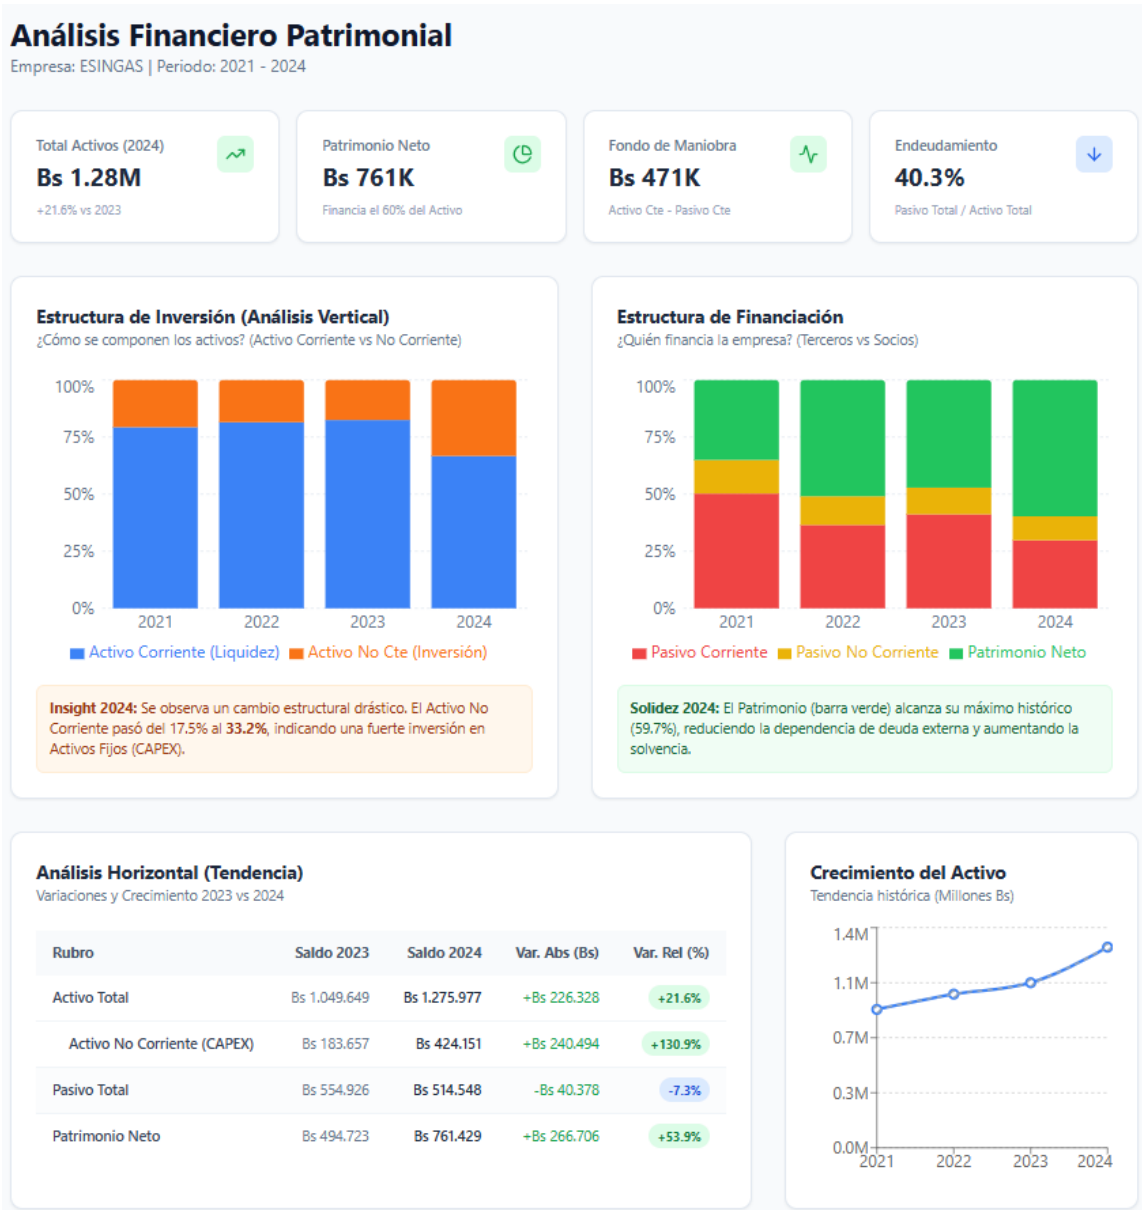 Análisis Financiero Patrimonial
Empresa: ESINGAS | Periodo: 2021 - 2024
Total Activos (2024)
Bs 1.28M
+21.6% vs 2023
Patrimonio Neto
Bs 761K
Financia el 60% del Activo
Fondo de Maniobra
Bs 471K
Activo Cte - Pasivo Cte
Endeudamiento
40.3%
Pasivo Total / Activo Total
Estructura de Inversión (Análisis Vertical)
¿Cómo se componen los activos? (Activo Corriente vs No Corriente)
100%
75%
50%
25%
0%
2021 2022 2023 2024
Activo Corriente (Liquidez) Activo No Cte (Inversión)
Insight 2024: Se observa un cambio estructural drástico. El Activo No
Corriente pasó del 17.5% al 33.2%, indicando una fuerte inversión en
Activos Fijos (CAPEX).
Estructura de Financiación
¿Quién financia la empresa? (Terceros vs Socios)
100%
75%
50%
25%
0%
2021 2022 2023 2024
Pasivo Corriente Pasivo No Corriente Patrimonio Neto
Solidez 2024: El Patrimonio (barra verde) alcanza su máximo histórico
(59.7%), reduciendo la dependencia de deuda externa y aumentando la
solvencia.
Análisis Horizontal (Tendencia)
Variaciones y Crecimiento 2023 vs 2024
Rubro Saldo 2023 Saldo 2024 Var. Abs (Bs) Var. Rel (%)
Activo Total Bs 1.049.649 Bs 1.275.977 +Bs 226.328 +21.6%
Activo No Corriente (CAPEX) Bs 183.657 Bs 424.151 +Bs 240.494 +130.9%
Pasivo Total Bs 554.926 Bs 514.548 -Bs 40.378 -7.3%
Patrimonio Neto Bs 494.723 Bs 761.429 +Bs 266.706 +53.9%
Crecimiento del Activo
Tendencia histórica (Millones Bs)
1.4M
1.1M
0.7M
0.3M
0.0M
2021 2022 2023 2024